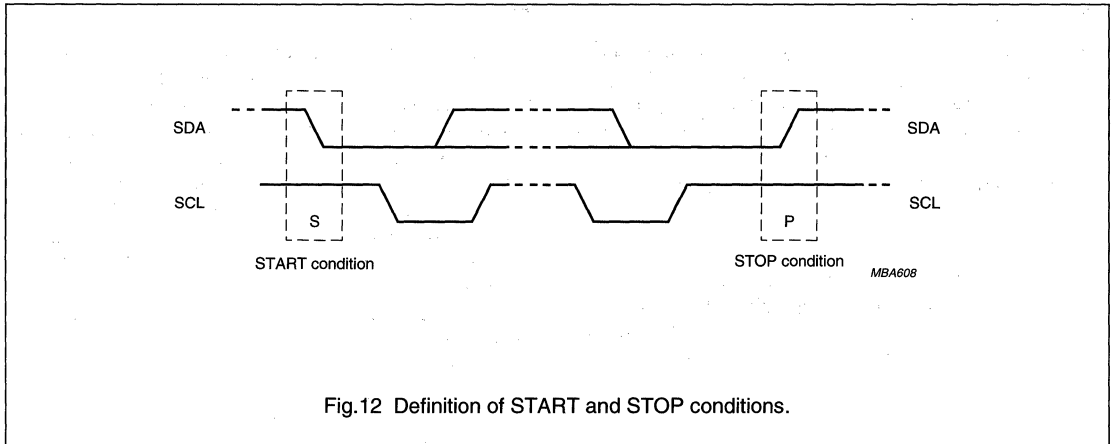 SDA
SDA
SCL
SCL
S
P
START condition
STOP condition
MBA608
Fig.12 Definition of START and STOP conditions.